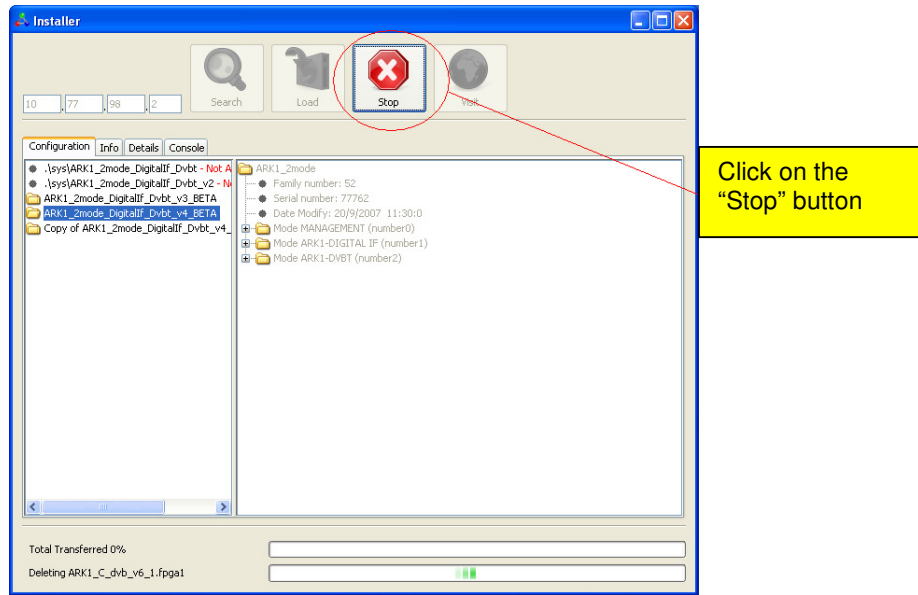 Installer
10 . 77 . 98 . 2
Search
Load
Stop
Visit
Configuration Info Details Console
.\sys\ARK1_2mode_DigitalIf_Dvbt - Not A
.\sys\ARK1_2mode_DigitalIf_Dvbt_v2 - N
ARK1_2mode_DigitalIf_Dvbt_v3_BETA
ARK1_2mode_DigitalIf_Dvbt_v4_BETA
Copy of ARK1_2mode_DigitalIf_Dvbt_v4_
ARK1_2mode
Family number: 52
Serial number: 77762
Date Modify: 20/9/2007 11:30:0
Mode MANAGEMENT (number0)
Mode ARK1-DIGITAL IF (number1)
Mode ARK1-DVBT (number2)
Click on the
“Stop” button
Total Transferred 0%
Deleting ARK1_C_dvb_v6_1.fpga1